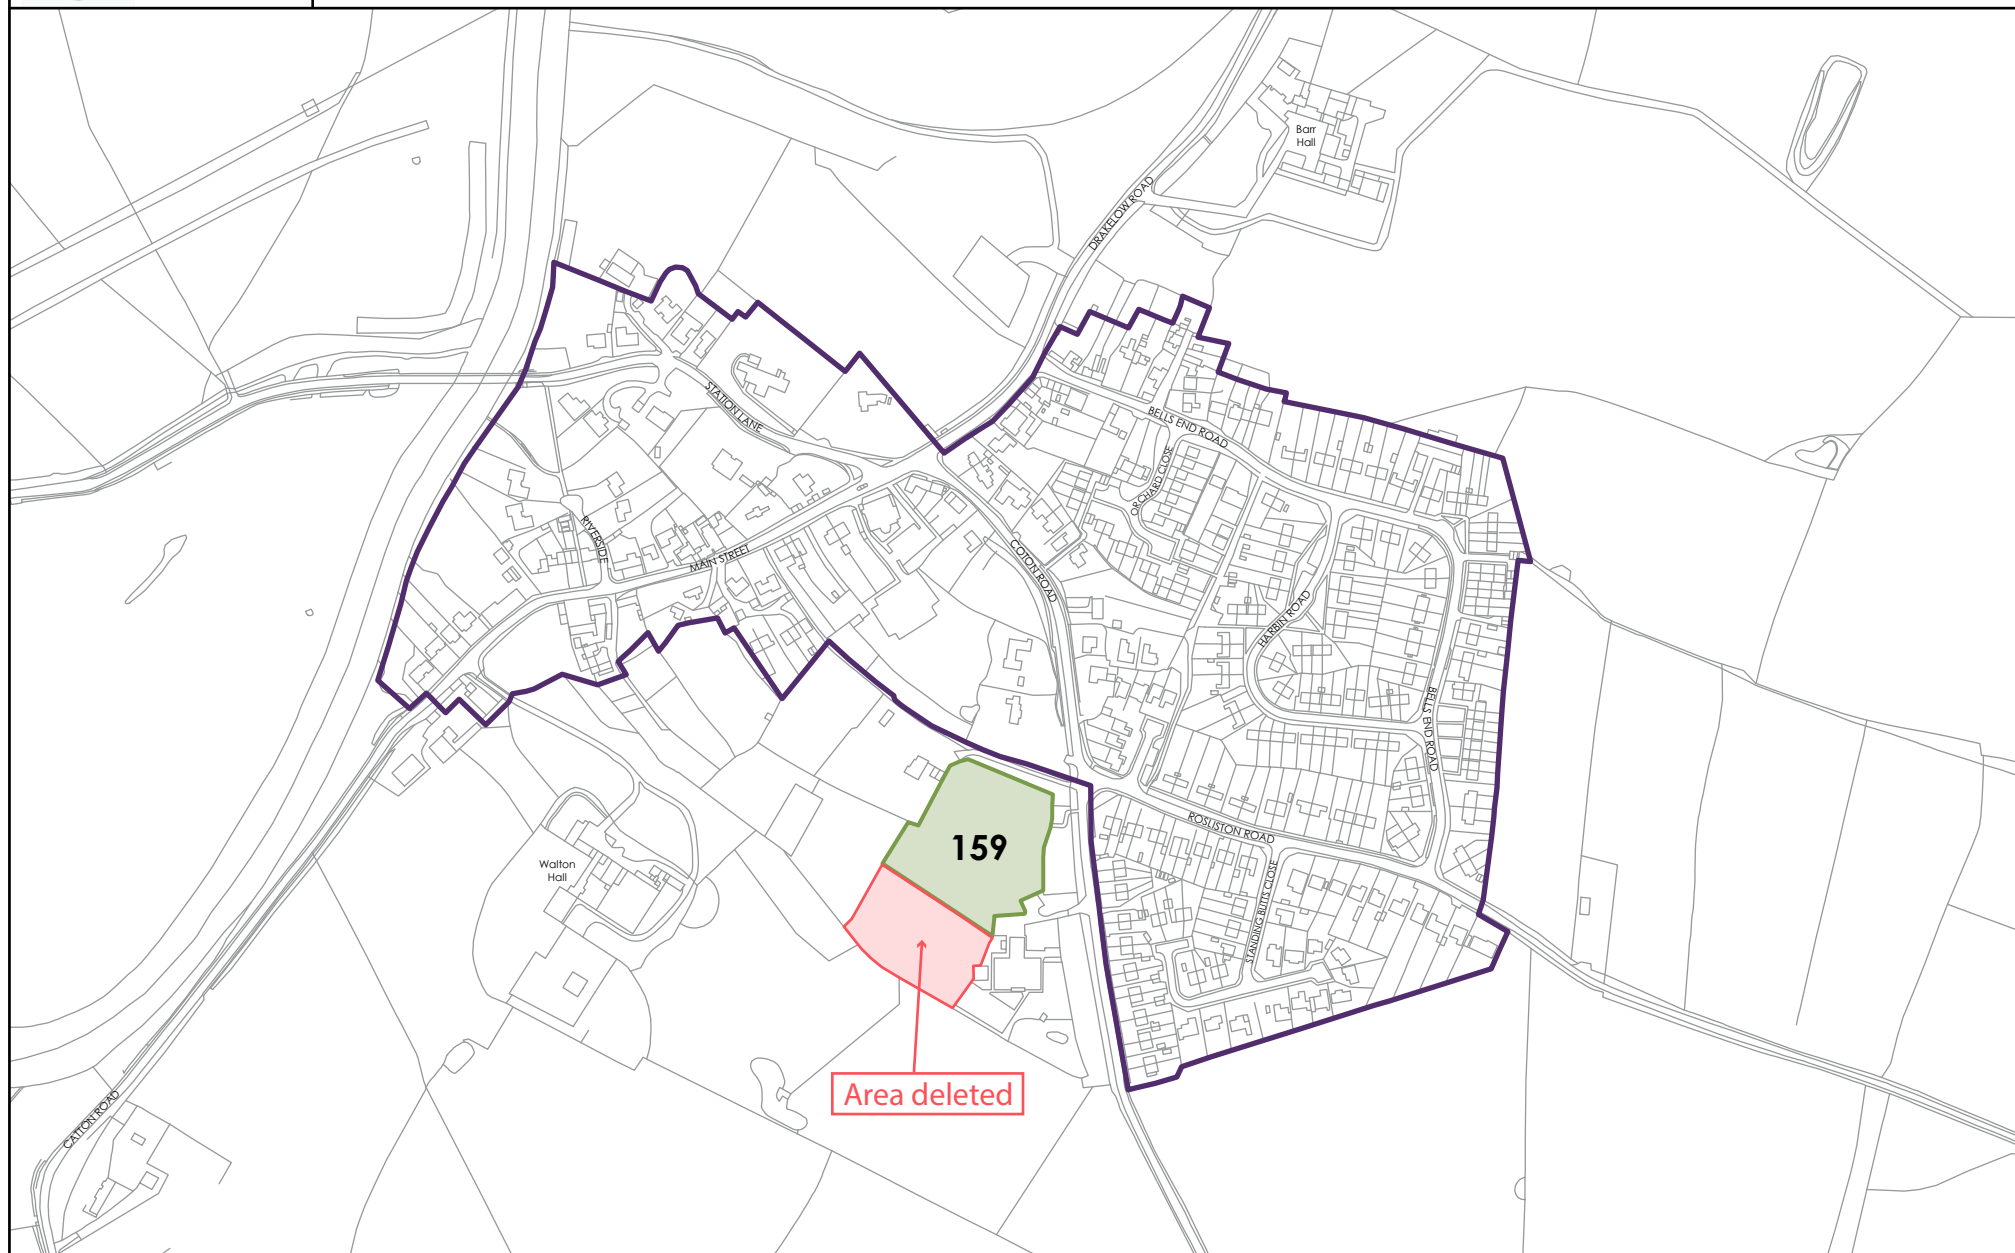 Barr
Hall
DRAKELOW ROAD
STATION LANE
BELLS END ROAD
ORCHARD CLOSE
RIVERSIDE
MAIN STREET
COTON ROAD
HARBIN ROAD
BELLS END ROAD
ROSLISTON ROAD
159
Walton
Hall
STANDING BUTTS CLOSE
Area deleted
CATTON ROAD